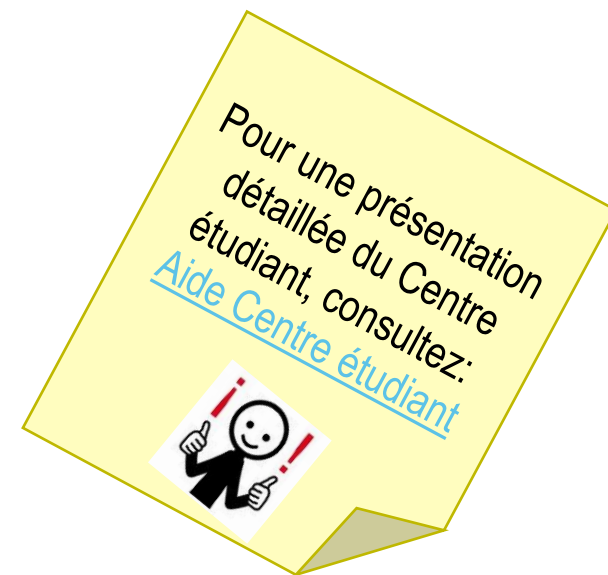 Pour une présentation
détaillée du Centre
étudiant, consultez:
Aide Centre étudiant